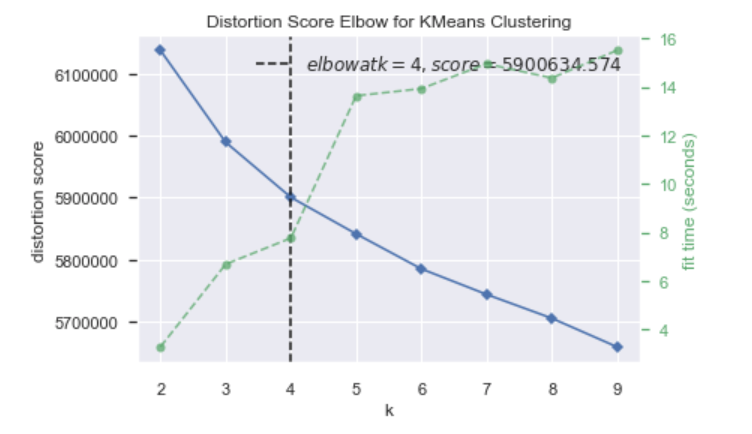 Distortion Score Elbow for KMeans Clustering
elbowatk = 4, score = 5900634.574
distortion score
6100000
6000000
5900000
5800000
5700000
16
14
12
10
8
6
4
fit time (seconds)
2 3 4 5 6 7 8 9
k